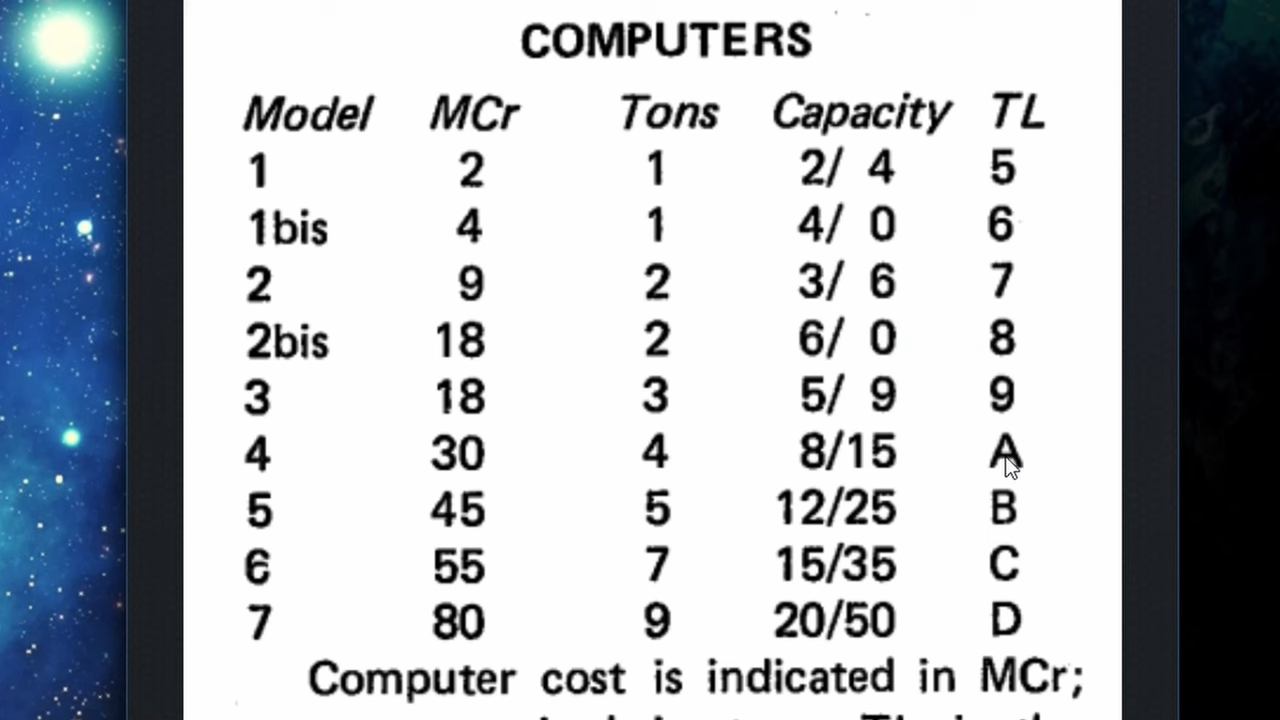 COMPUTERS
Model MCr Tons Capacity TL
1 2 1 2/ 4 5
1bis 4 1 4/ 0 6
2 9 2 3/ 6 7
2bis 18 2 6/ 0 8
3 18 3 5/ 9 9
4 30 4 8/15 A
5 45 5 12/25 B
6 55 7 15/35 C
7 80 9 20/50 D
Computer cost is indicated in MCr;